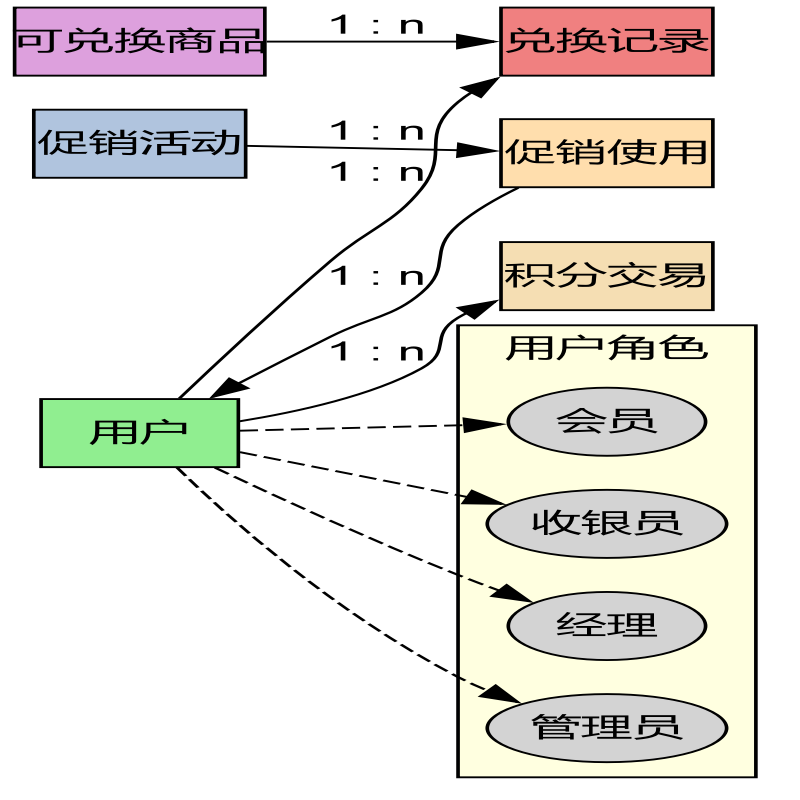 可兑换商品
1 : n
兑换记录
促销活动
1 : n
促销使用
1 : n
1 : n
积分交易
1 : n
用户角色
用户
会员
收银员
经理
管理员